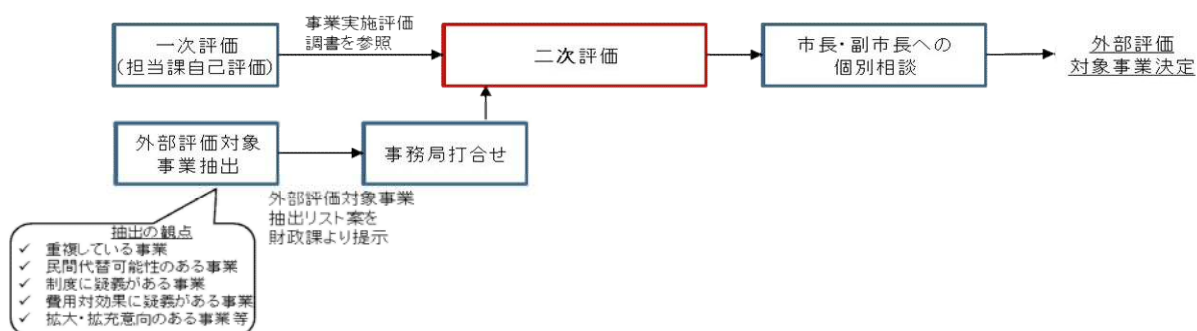 一次評価
(担当課自己評価)
事業実施評価
調書を参照
二次評価
市長・副市長への
個別相談
外部評価
対象事業決定
外部評価対象
事業抽出
事務局打合せ
外部評価対象事業
抽出リスト案を
財政課より提示
抽出の観点
✓ 重複している事業
✓ 民間代替可能性のある事業
✓ 制度に疑義がある事業
✓ 費用対効果に疑義がある事業
✓ 拡大・拡充意向のある事業等